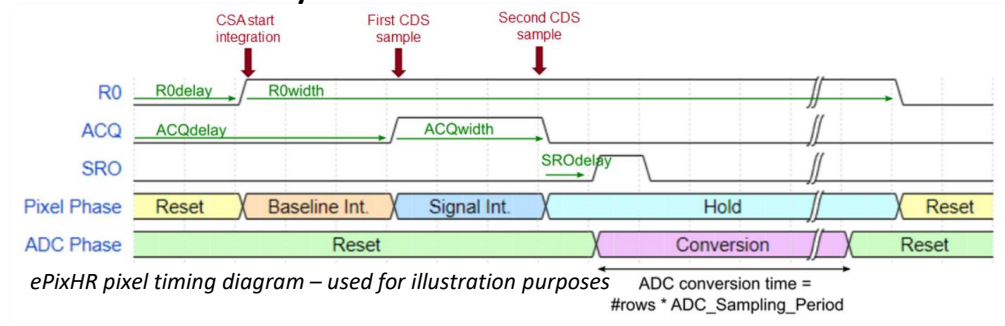 CSA start
integration
First CDS
sample
Second CDS
sample
R0
R0delay
R0width
ACQ
ACQdelay
ACQwidth
SRO
SROdelay
Pixel Phase
Reset
Baseline Int.
Signal Int.
Hold
Reset
ADC Phase
Reset
Conversion
Reset
ePixHR pixel timing diagram – used for illustration purposes
ADC conversion time =
#rows * ADC_Sampling_Period